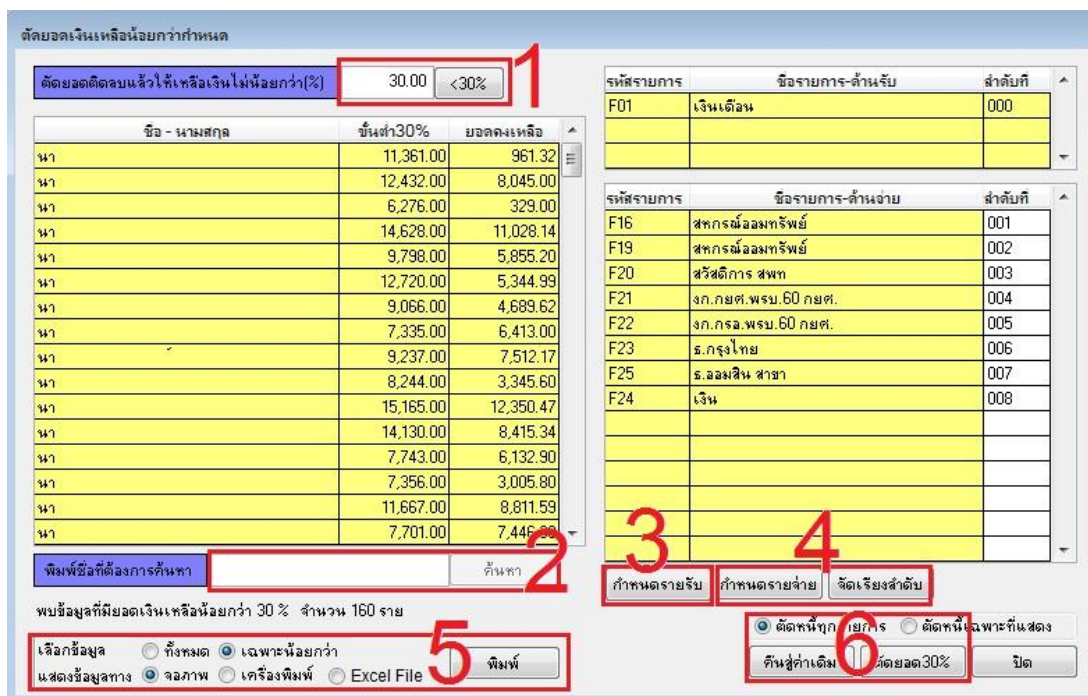 ตัดยอดเงินเหลือน้อยกว่ากำหนด
ตัดยอดติดลบแล้วให้เหลือเงินไม่น้อยกว่า(%) 30.00 <30% 1
ชื่อ - นามสกุล ขั้นต่ำ30% ยอดคงเหลือ
นา 11,361.00 961.32
นา 12,432.00 8,045.00
นา 6,276.00 329.00
นา 14,628.00 11,028.14
นา 9,798.00 5,855.20
นา 12,720.00 5,344.99
นา 9,066.00 4,689.62
นา 7,335.00 6,413.00
นา 9,237.00 7,512.17
นา 8,244.00 3,345.60
นา 15,165.00 12,350.47
นา 14,130.00 8,415.34
นา 7,743.00 6,132.90
นา 7,356.00 3,005.80
นา 11,667.00 8,811.59
นา 7,701.00
พิมพ์ชื่อที่ต้องการค้นหา ค้นหา 2
พบข้อมูลที่มียอดเงินเหลือน้อยกว่า 30 % จำนวน 160 ราย
เลือกข้อมูล ทั้งหมด เฉพาะน้อยกว่า
แสดงข้อมูลทาง จอภาพ เครื่องพิมพ์ Excel File 5 พิมพ์
รหัสรายการ ชื่อรายการ-ด้านรับ ลำดับที่
F01 เงินเดือน 000
รหัสรายการ ชื่อรายการ-ด้านจ่าย ลำดับที่
F16 สหกรณ์ออมทรัพย์ 001
F19 สหกรณ์ออมทรัพย์ 002
F20 สวัสดิการ สพท 003
F21 งก.กยศ.พรบ.60 กยศ. 004
F22 งก.กรอ.พรบ.60 กยศ. 005
F23 ธ.กรุงไทย 006
F25 ธ.ออมสิน สาขา 007
F24 เงิน 008
3 4
กำหนดรายรับ กำหนดรายจ่าย จัดเรียงลำดับ
ตัดหนี้ทุกรายการ ตัดหนี้เฉพาะที่แสดง
คืนสู่ค่าเดิม 6 ตัดยอด30% ปิด